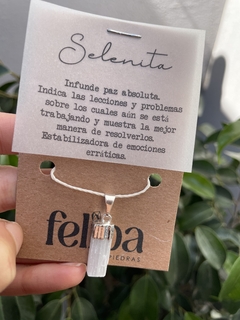 Selenita
Infunde paz absoluta.
Indica las lecciones y problemas
sobre los cuales aún se está
trabajando y muestra la mejor
manera de resolverlos.
Estabilizadora de emociones
erráticas.
PIEDRAS